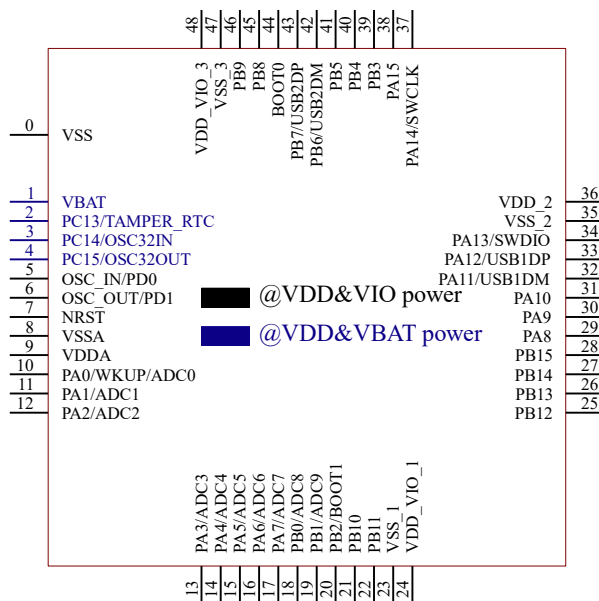 48
47
46
45
44
43
42
41
40
39
38
37
VDD_VIO_3
VSS_3
PB9
PB8
BOOT0
PB7/USB2DP
PB6/USB2DM
PB5
PB4
PB3
PA15
PA14/SWCLK
0 VSS
1 VBAT
2 PC13/TAMPER_RTC
3 PC14/OSC32IN
4 PC15/OSC32OUT
5 OSC_IN/PD0
6 OSC_OUT/PD1
7 NRST
8 VSSA
9 VDDA
10 PA0/WKUP/ADC0
11 PA1/ADC1
12 PA2/ADC2
@VDD&VIO power
@VDD&VBAT power
VDD_2 36
VSS_2 35
PA13/SWDIO 34
PA12/USB1DP 33
PA11/USB1DM 32
PA10 31
PA9 30
PA8 29
PB15 28
PB14 27
PB13 26
PB12 25
PA3/ADC3
PA4/ADC4
PA5/ADC5
PA6/ADC6
PA7/ADC7
PB0/ADC8
PB1/ADC9
PB2/BOOT1
PB10
PB11
VSS_1
VDD_VIO_1
13
14
15
16
17
18
19
20
21
22
23
24